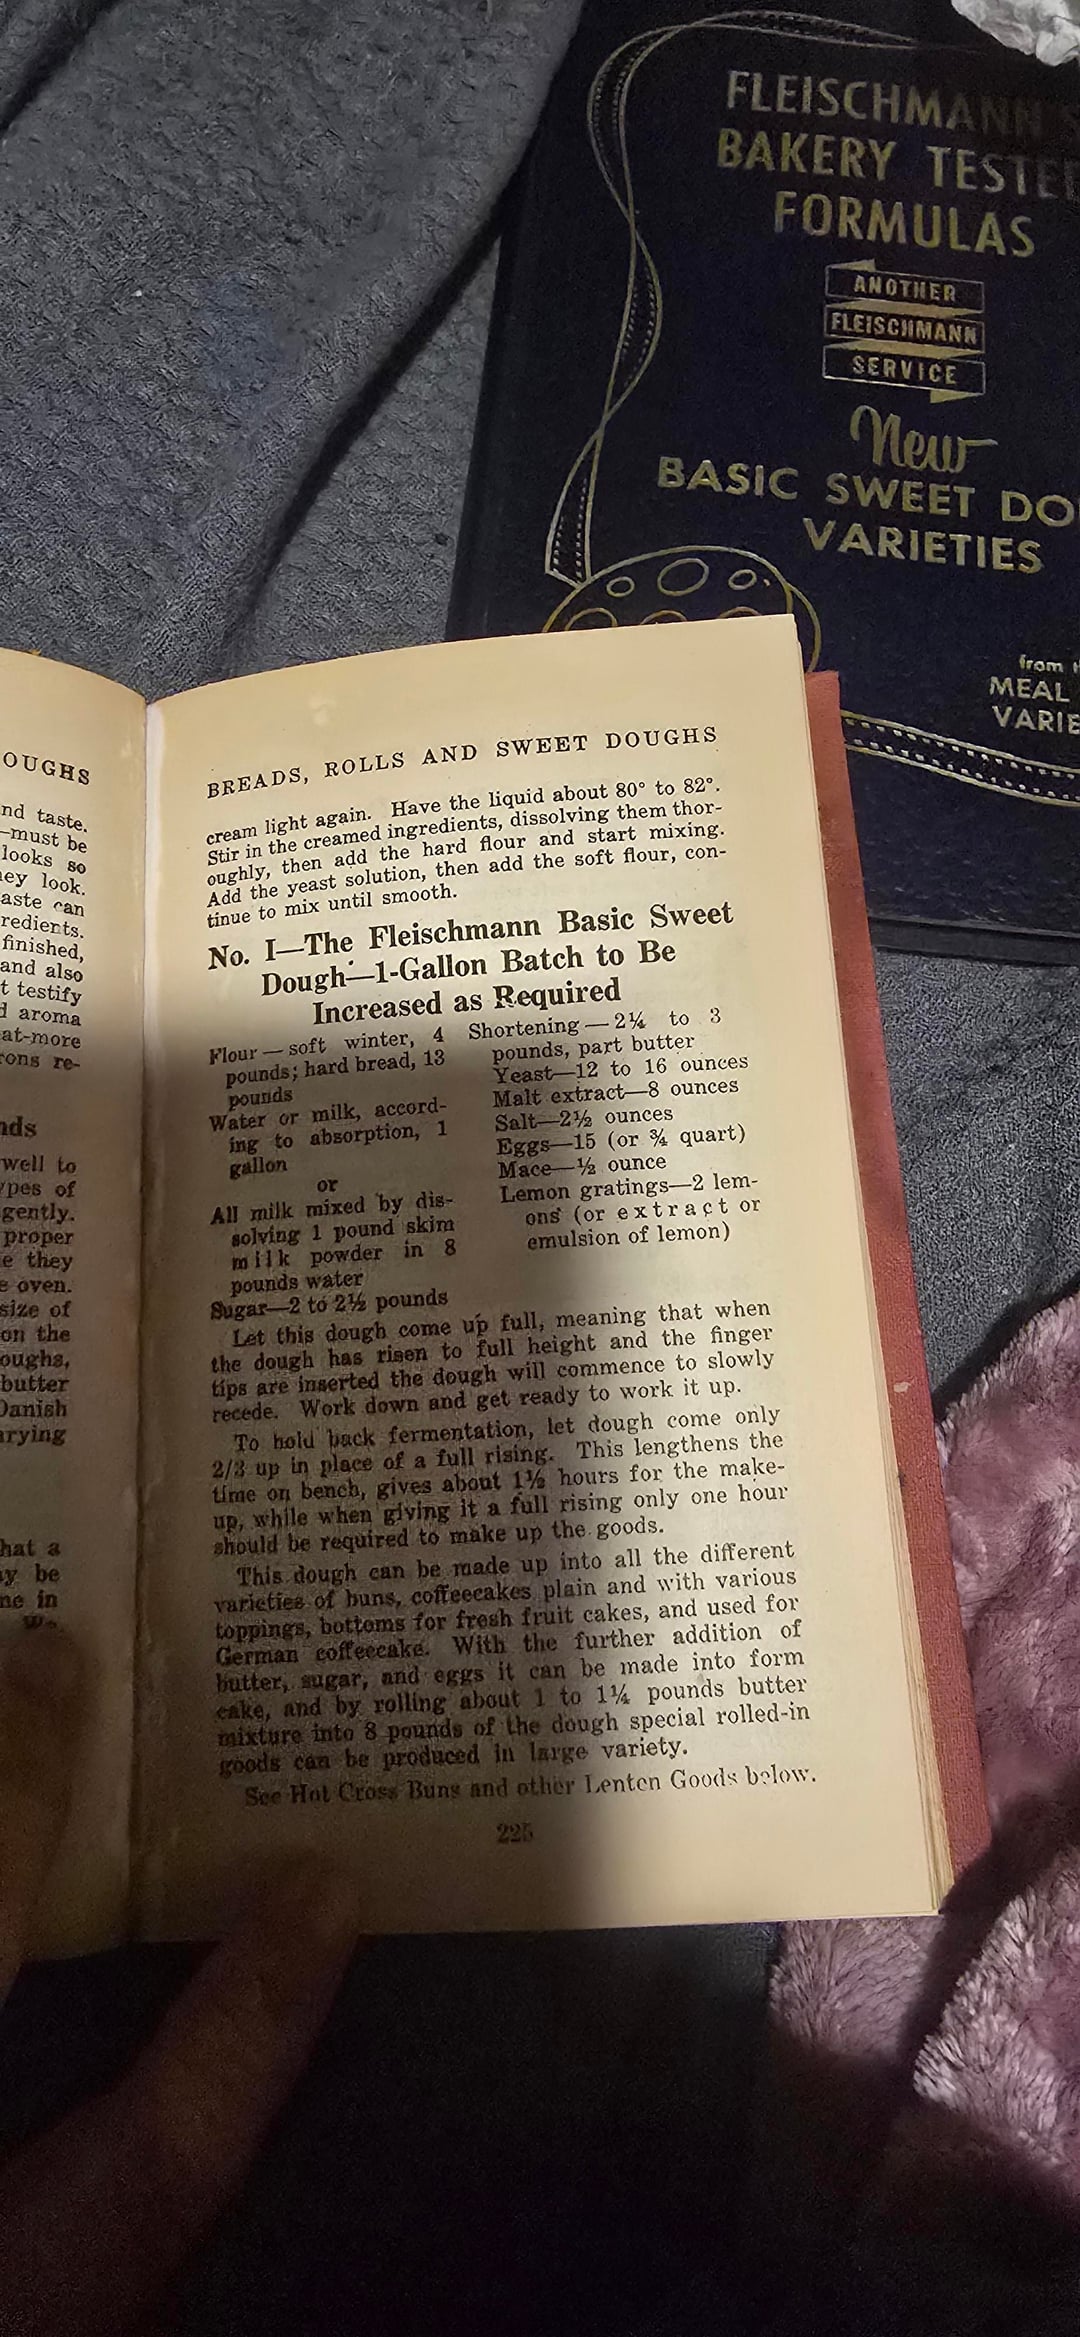 FLEISCHMANN'S
BAKERY TESTED
FORMULAS
ANOTHER
FLEISCHMANN
SERVICE
New
BASIC SWEET DO
VARIETIES
from
MEAL
VARIE
OUGHS
nd taste.
—must be
looks so
ey look.
aste can
redients.
finished,
and also
t testify
d aroma
at-more
rons re-
nds
well to
ypes of
gently.
proper
e they
e oven.
size of
on the
oughs,
butter
Danish
arying
hat a
ay be
ne in
We
BREADS, ROLLS AND SWEET DOUGHS
cream light again. Have the liquid about 80° to 82°.
Stir in the creamed ingredients, dissolving them thor-
oughly, then add the hard flour and start mixing.
Add the yeast solution, then add the soft flour, con-
tinue to mix until smooth.
No. I—The Fleischmann Basic Sweet
Dough—1-Gallon Batch to Be
Increased as Required
Flour — soft winter, 4
pounds; hard bread, 13
pounds
Water or milk, accord-
ing to absorption, 1
gallon
or
All milk mixed by dis-
solving 1 pound skim
milk powder in 8
pounds water
Sugar—2 to 2½ pounds
Shortening — 2¼ to 3
pounds, part butter
Yeast—12 to 16 ounces
Malt extract—8 ounces
Salt—2½ ounces
Eggs—15 (or ¾ quart)
Mace—½ ounce
Lemon gratings—2 lem-
ons (or extract or
emulsion of lemon)
Let this dough come up full, meaning that when
the dough has risen to full height and the finger
tips are inserted the dough will commence to slowly
recede. Work down and get ready to work it up.
To hold back fermentation, let dough come only
2/3 up in place of a full rising. This lengthens the
time on bench, gives about 1½ hours for the make-
up, while when giving it a full rising only one hour
should be required to make up the goods.
This dough can be made up into all the different
varieties of buns, coffeecakes plain and with various
toppings, bottoms for fresh fruit cakes, and used for
German coffeecake. With the further addition of
butter, sugar, and eggs it can be made into form
cake, and by rolling about 1 to 1¼ pounds butter
mixture into 8 pounds of the dough special rolled-in
goods can be produced in large variety.
See Hot Cross Buns and other Lenten Goods below.
225